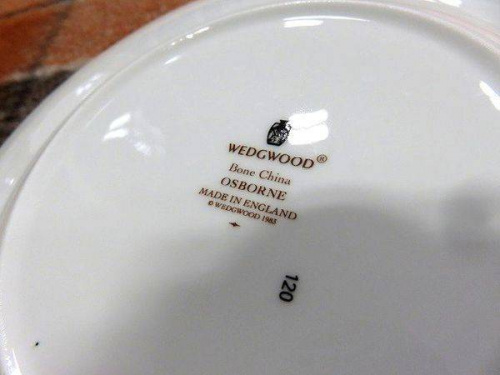 WEDGWOOD®
Bone China
OSBORNE
MADE IN ENGLAND
© WEDGWOOD 1983
120